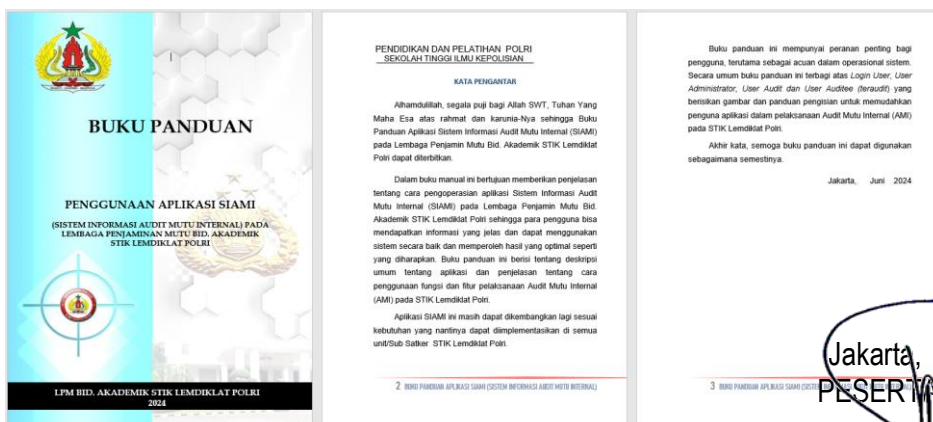 BUKU PANDUAN
PENGGUNAAN APLIKASI SIAMI
(SISTEM INFORMASI AUDIT MUTU INTERNAL) PADA
LEMBAGA PENJAMINAN MUTU BID. AKADEMIK
STIK LEMDIKLAT POLRI
LPM BID. AKADEMIK STIK LEMDIKLAT POLRI
2024
PENDIDIKAN DAN PELATIHAN POLRI
SEKOLAH TINGGI ILMU KEPOLISIAN
KATA PENGANTAR
Alhamdulillah, segala puji bagi Allah SWT, Tuhan Yang
Maha Esa atas rahmat dan karunia-Nya sehingga Buku
Panduan Aplikasi Sistem Informasi Audit Mutu Internal (SIAMI)
pada Lembaga Penjamin Mutu Bid. Akademik STIK Lemdiklat
Polri dapat diterbitkan.
Dalam buku manual ini bertujuan memberikan penjelasan
tentang cara pengoperasian aplikasi Sistem Informasi Audit
Mutu Internal (SIAMI) pada Lembaga Penjamin Mutu Bid.
Akademik STIK Lemdiklat Polri sehingga para pengguna bisa
mendapatkan informasi yang jelas dan dapat menggunakan
sistem secara baik dan memperoleh hasil yang optimal seperti
yang diharapkan. Buku panduan ini berisi tentang deskripsi
umum tentang aplikasi dan penjelasan tentang cara
penggunaan fungsi dan fitur pelaksanaan Audit Mutu Internal
(AMI) pada STIK Lemdiklat Polri.
Aplikasi SIAMI ini masih dapat dikembangkan lagi sesuai
kebutuhan yang nantinya dapat diimplementasikan di semua
unit/Sub Satker STIK Lemdiklat Polri.
2 BUKU PANDUAN APLIKASI SIAMI (SISTEM INFORMASI AUDIT MUTU INTERNAL)
Buku panduan ini mempunyai peranan penting bagi
pengguna, terutama sebagai acuan dalam operasional sistem.
Secara umum buku panduan ini terbagi atas Login User, User
Administrator, User Audit dan User Auditee (teraudit) yang
berisikan gambar dan panduan pengisian untuk memudahkan
penguna aplikasi dalam pelaksanaan Audit Mutu Internal (AMI)
pada STIK Lemdiklat Polri.
Akhir kata, semoga buku panduan ini dapat digunakan
sebagaimana semestinya.
Jakarta, Juni 2024
Jakarta,
3 BUKU PANDUAN APLIKASI SIAMI (SISTEM
PESERTA